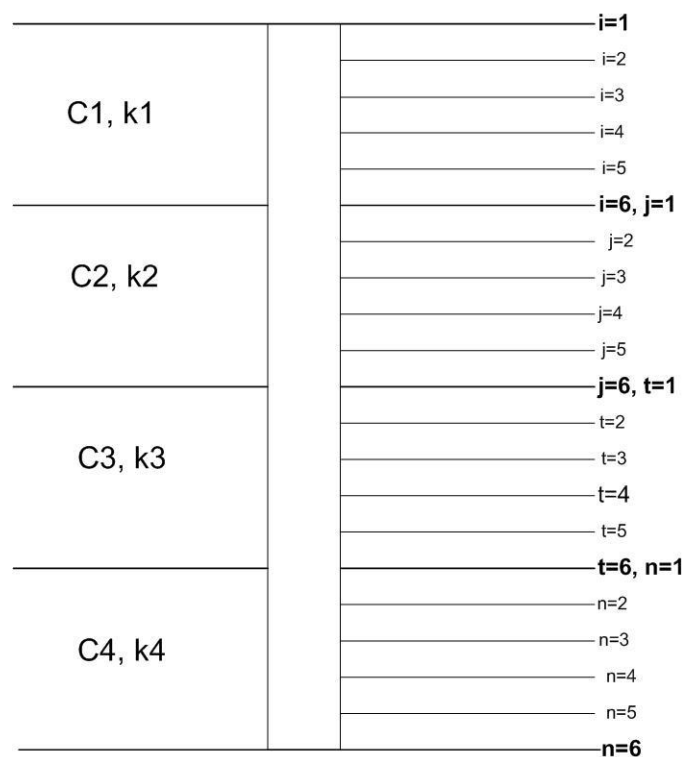 i=1
i=2
i=3
C1, k1
i=4
i=5
i=6, j=1
j=2
C2, k2
j=3
j=4
j=5
j=6, t=1
t=2
C3, k3
t=3
t=4
t=5
t=6, n=1
n=2
n=3
C4, k4
n=4
n=5
n=6